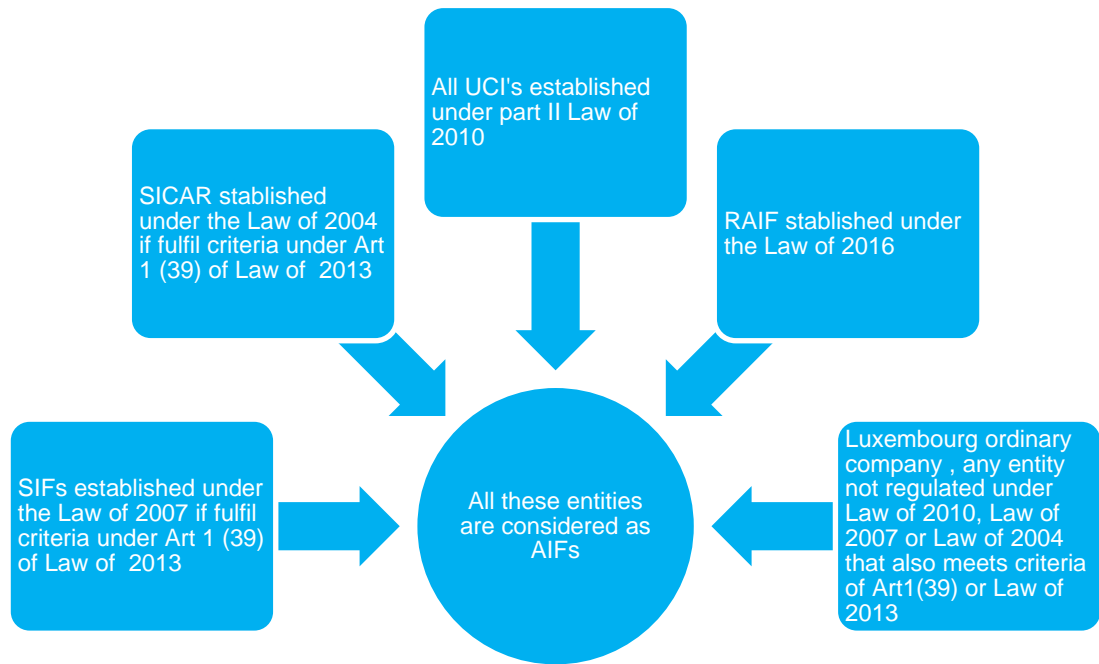 All UCI's established
under part II Law of
2010
SICAR stablished
under the Law of 2004
if fulfil criteria under Art
1 (39) of Law of  2013
RAIF stablished under
the Law of 2016
SIFs established under
the Law of 2007 if fulfil
criteria under Art 1 (39)
of Law of  2013
All these entities
are considered as
AIFs
Luxembourg ordinary
company , any entity
not regulated under
Law of 2010, Law of
2007 or Law of 2004
that also meets criteria
of Art1(39) or Law of
2013